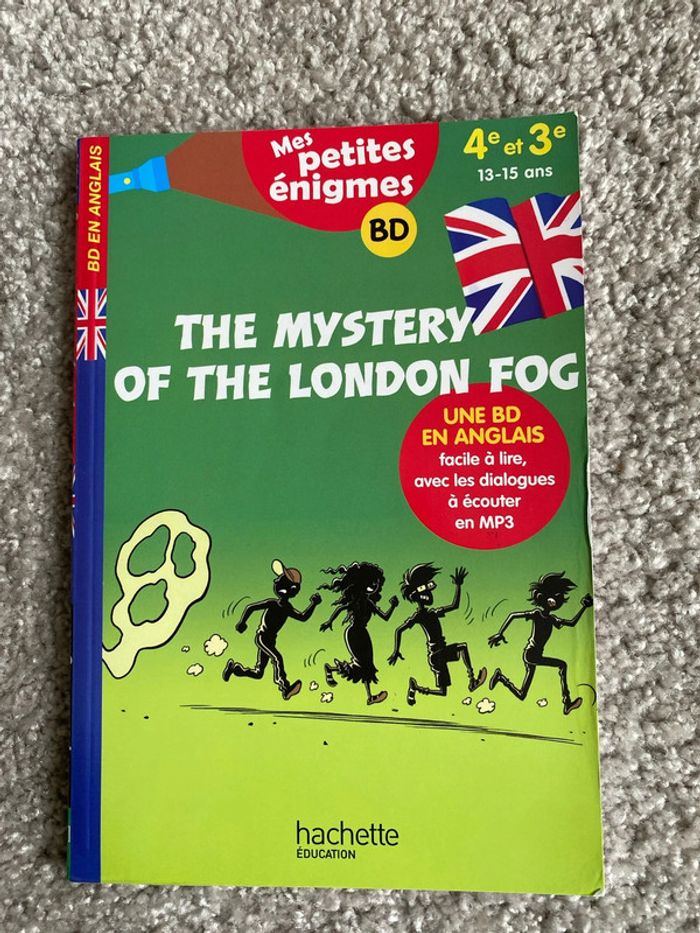 BD EN ANGLAIS
Mes
petites
énigmes
BD
4e et 3e
13-15 ans
THE MYSTERY
OF THE LONDON FOG
UNE BD
EN ANGLAIS
facile à lire,
avec les dialogues
à écouter
en MP3
hachette
ÉDUCATION